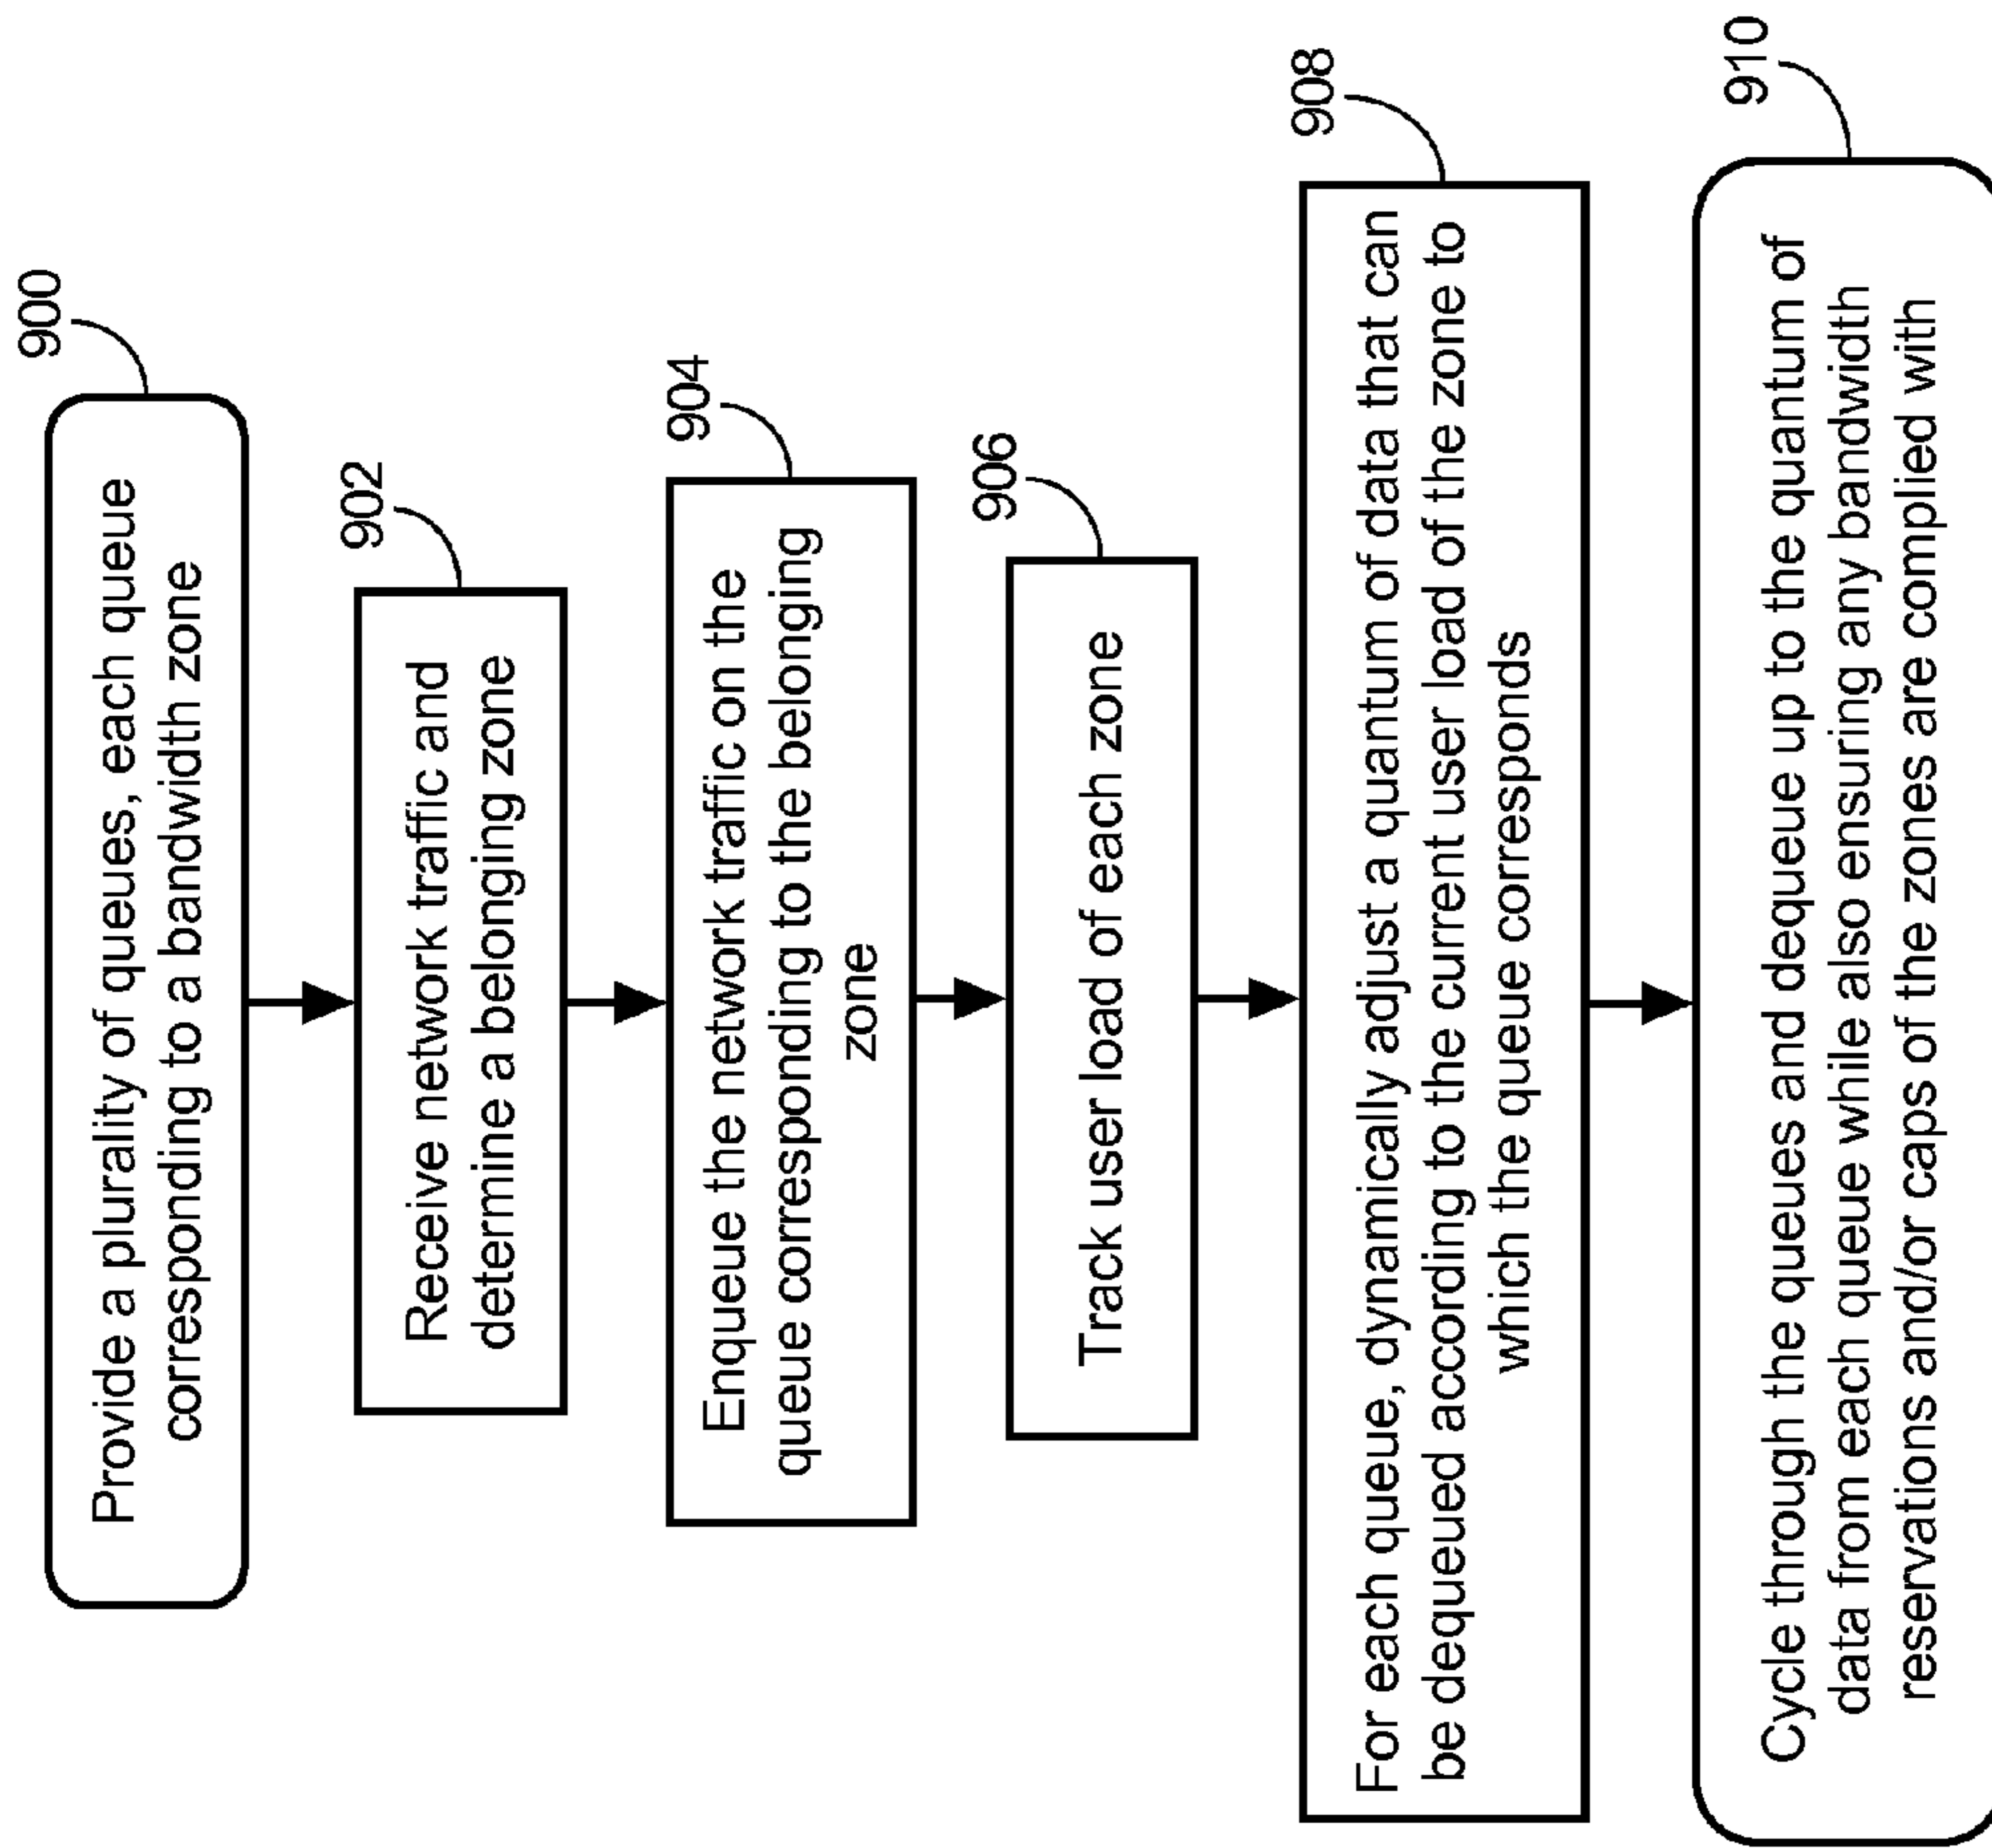 900
Provide a plurality of queues, each queue
corresponding to a bandwidth zone
902
Receive network traffic and
determine a belonging zone
904
Enqueue the network traffic on the
queue corresponding to the belonging
zone
906
Track user load of each zone
908
For each queue, dynamically adjust a quantum of data that can
be dequeued according to the current user load of the zone to
which the queue corresponds
910
Cycle through the queues and dequeue up to the quantum of
data from each queue while also ensuring any bandwidth
reservations and/or caps of the zones are complied with